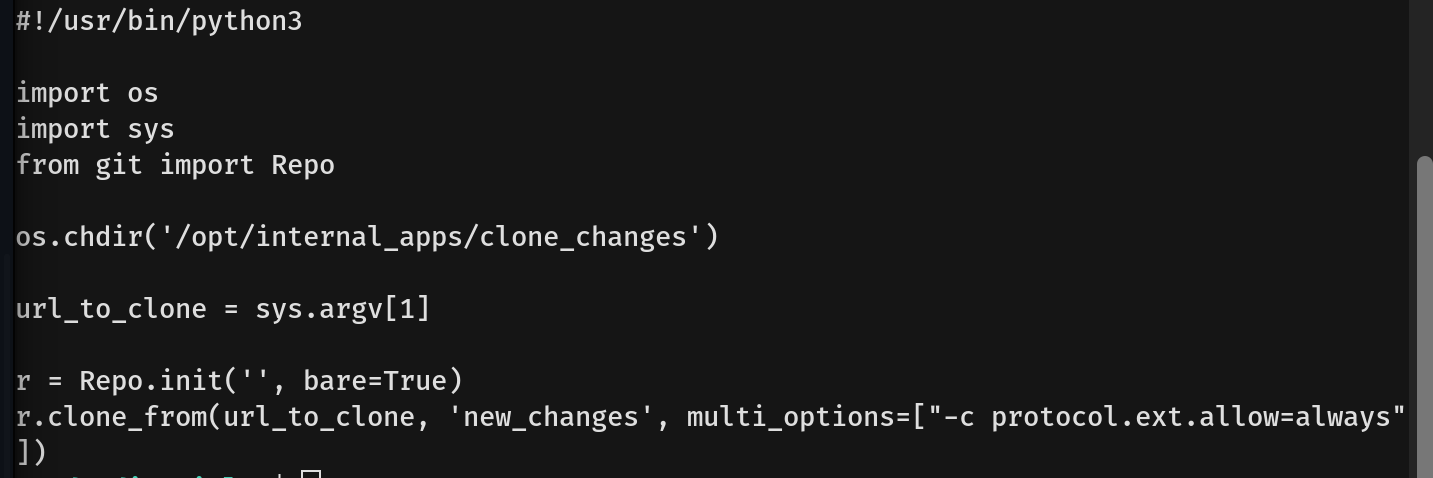 #!/usr/bin/python3
import os
import sys
from git import Repo
os.chdir('/opt/internal_apps/clone_changes')
url_to_clone = sys.argv[1]
r = Repo.init('', bare=True)
r.clone_from(url_to_clone, 'new_changes', multi_options=["-c protocol.ext.allow=always"
])